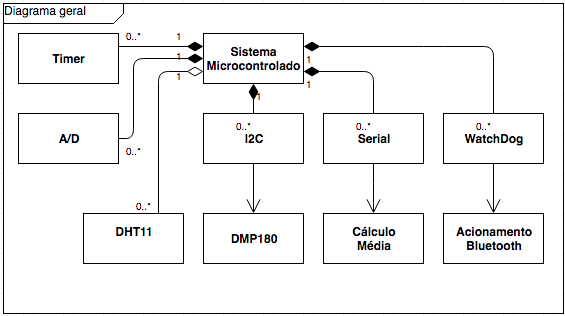 Diagrama geral
0..*
1
Timer
Sistema
Microcontrolado
1
1
1
1
1
A/D
0..*
0..*
I2C
0..*
Serial
0..*
WatchDog
0..*
DHT11
DMP180
Cálculo
Média
Acionamento
Bluetooth